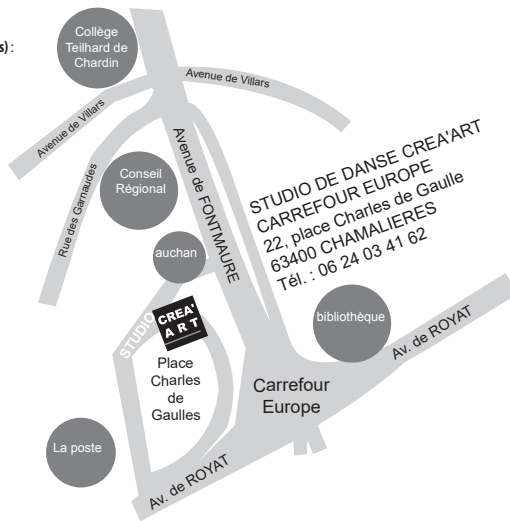 s) :
Collège
Teilhard de
Chardin
Avenue de Villars
Avenue de Villars
Rue des Garnaudes
Avenue de FONTMAURE
Conseil
Régional
STUDIO DE DANSE CREA'ART
CARREFOUR EUROPE
22, place Charles de Gaulle
63400 CHAMALIERES
Tél. : 06 24 03 41 62
auchan
STUDIO
CREA'
ART
bibliothèque
Av. de ROYAT
Place
Charles
de
Gaulles
Carrefour
Europe
La poste
Av. de ROYAT